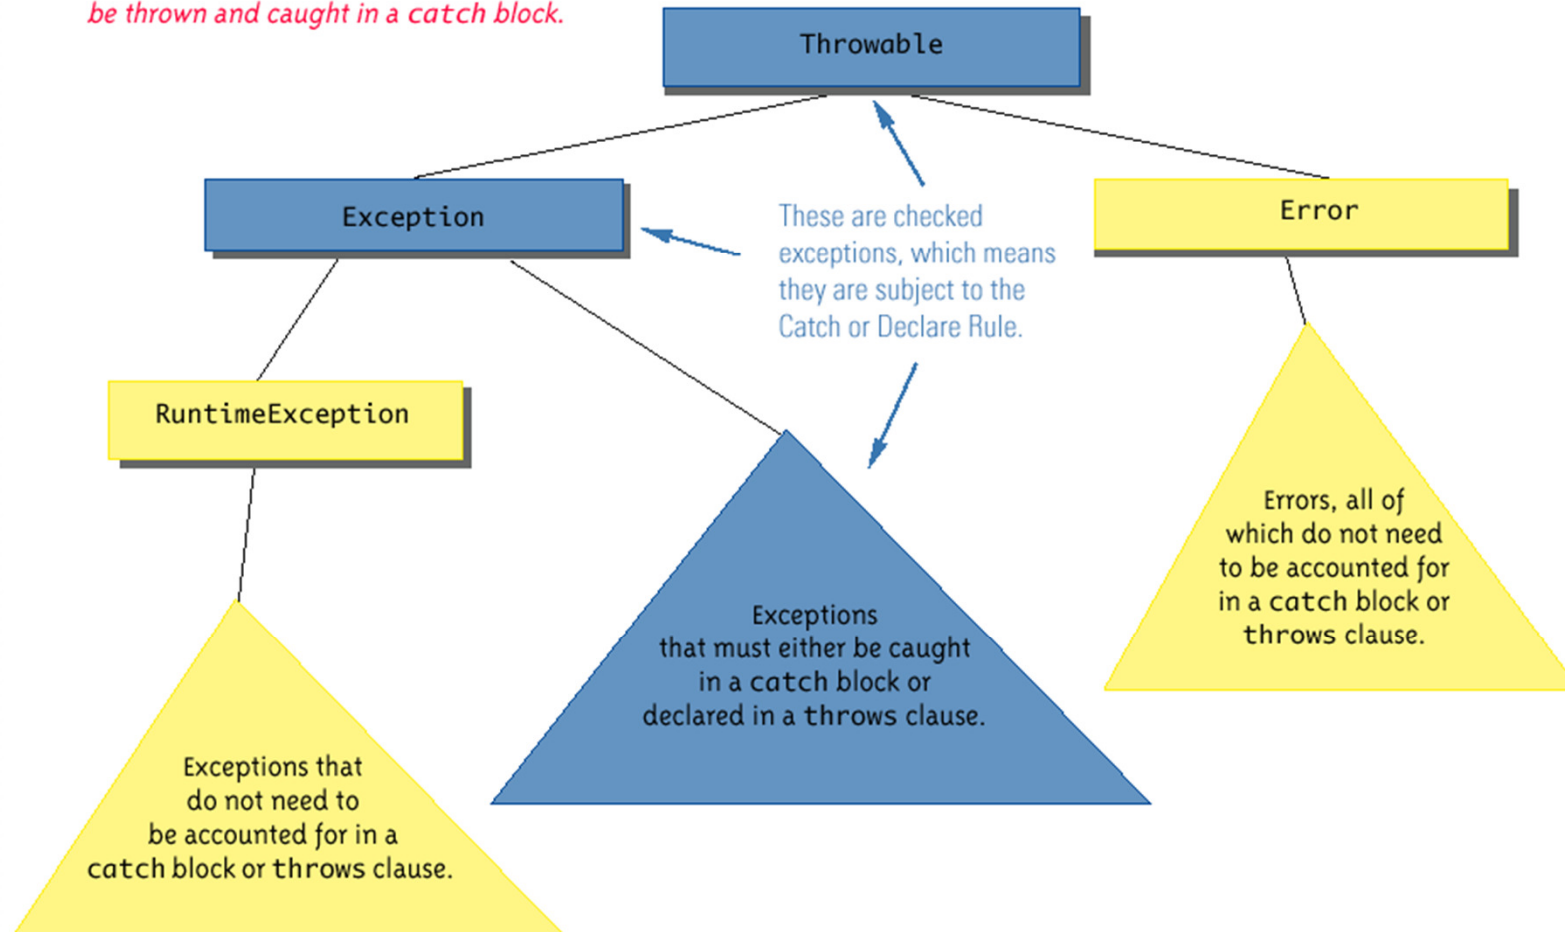 be thrown and caught in a catch block.
Throwable
Exception
These are checked
exceptions, which means
they are subject to the
Catch or Declare Rule.
Error
RuntimeException
Errors, all of
which do not need
to be accounted for
in a catch block or
throws clause.
Exceptions
that must either be caught
in a catch block or
declared in a throws clause.
Exceptions that
do not need to
be accounted for in a
catch block or throws clause.